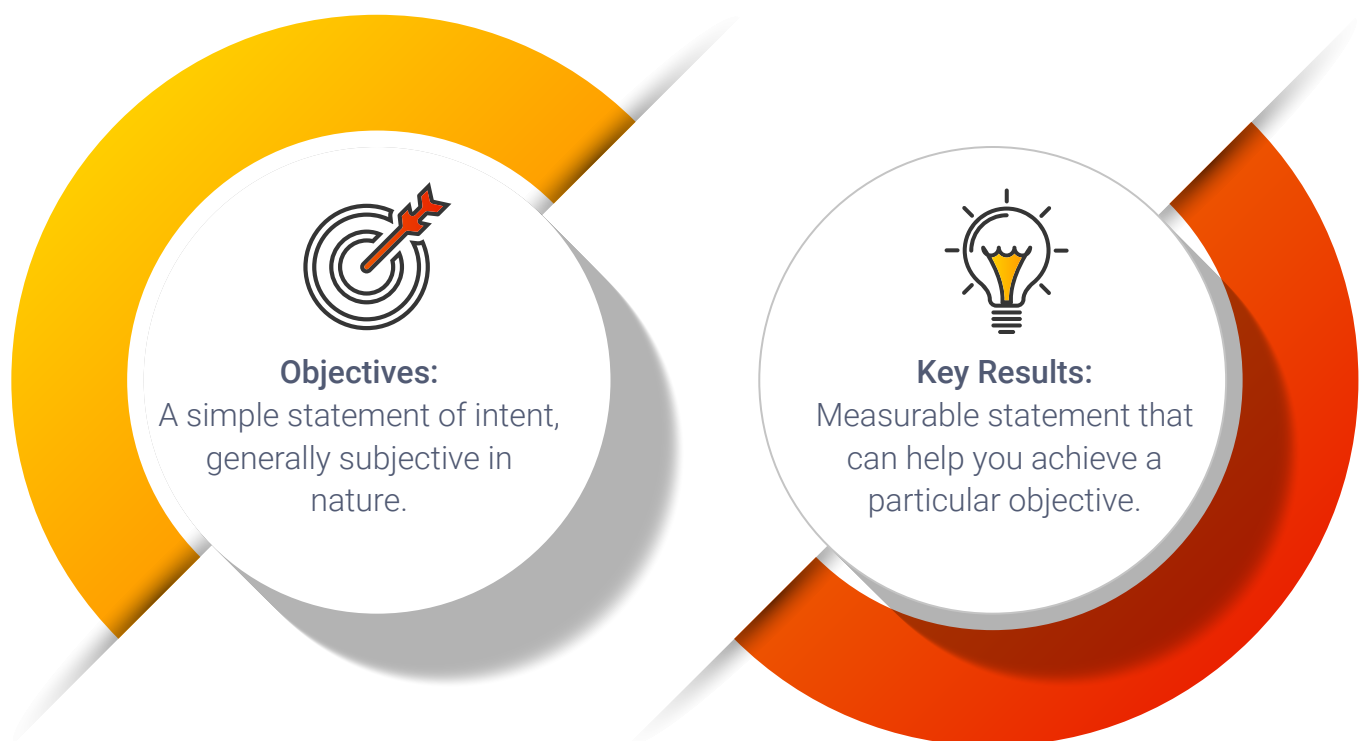 Objectives:
A simple statement of intent,
generally subjective in
nature.
Key Results:
Measurable statement that
can help you achieve a
particular objective.